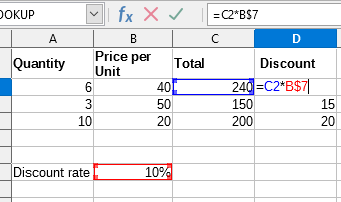 OOKUP fx =C2*B$7
A B C D
Quantity Price per Unit Total Discount
6 40 240 =C2*B$7
3 50 150 15
10 20 200 20
Discount rate 10%